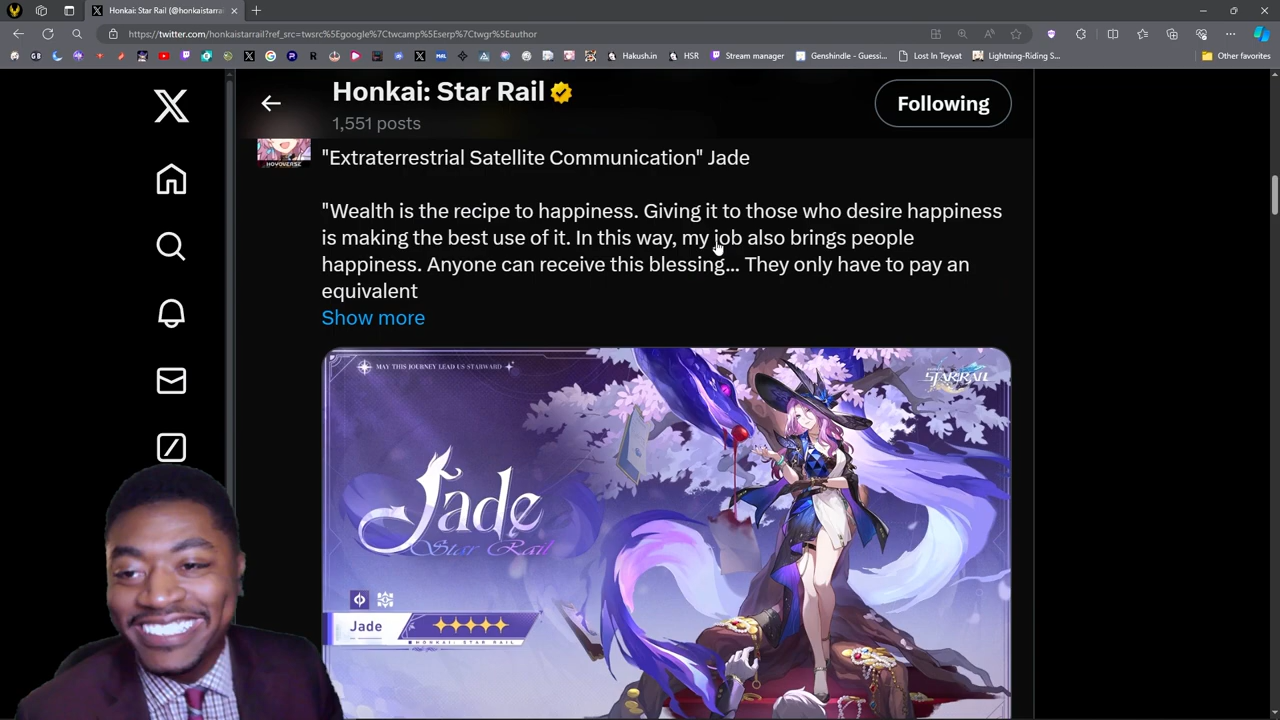 Honkai: Star Rail (@honkaistarrai
https://twitter.com/honkaistarrail?ref_src=twsrc%5Egoogle%7Ctwcamp%5Eserp%7Ctwgr%5Eauthor
Hakush.in
HSR
Stream manager
Genshindle - Guessi...
Lost In Teyvat
Lightning-Riding S...
Other favorites
Honkai: Star Rail
1,551 posts
Following
HOYOVERSE
"Extraterrestrial Satellite Communication" Jade
"Wealth is the recipe to happiness. Giving it to those who desire happiness
is making the best use of it. In this way, my job also brings people
happiness. Anyone can receive this blessing... They only have to pay an
equivalent
Show more
MAY THIS JOURNEY LEAD US STARWARD
STAR RAIL
Jade
Star Rail
Jade
HONKAI: STAR RAIL